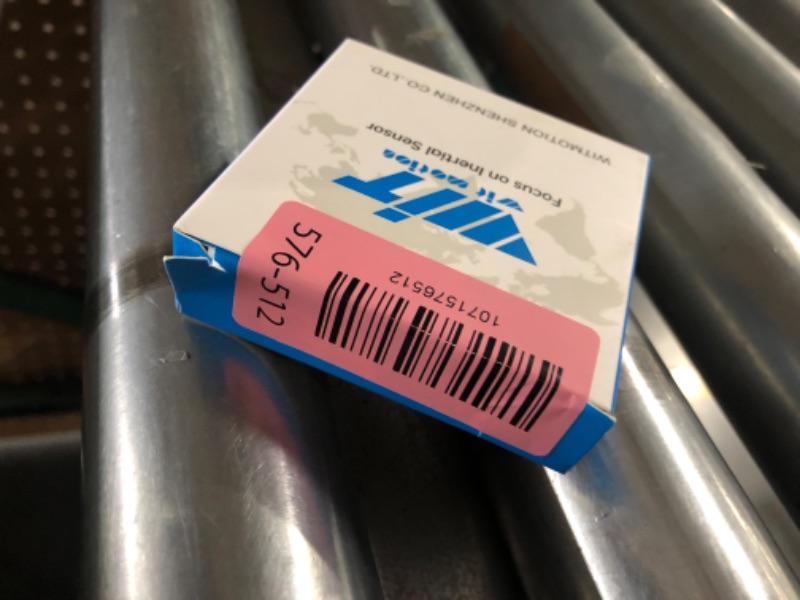 WIT
wit motion
Focus on Inertial Sensor
WITMOTION SHENZHEN CO.,LTD.
576-512
1071576512